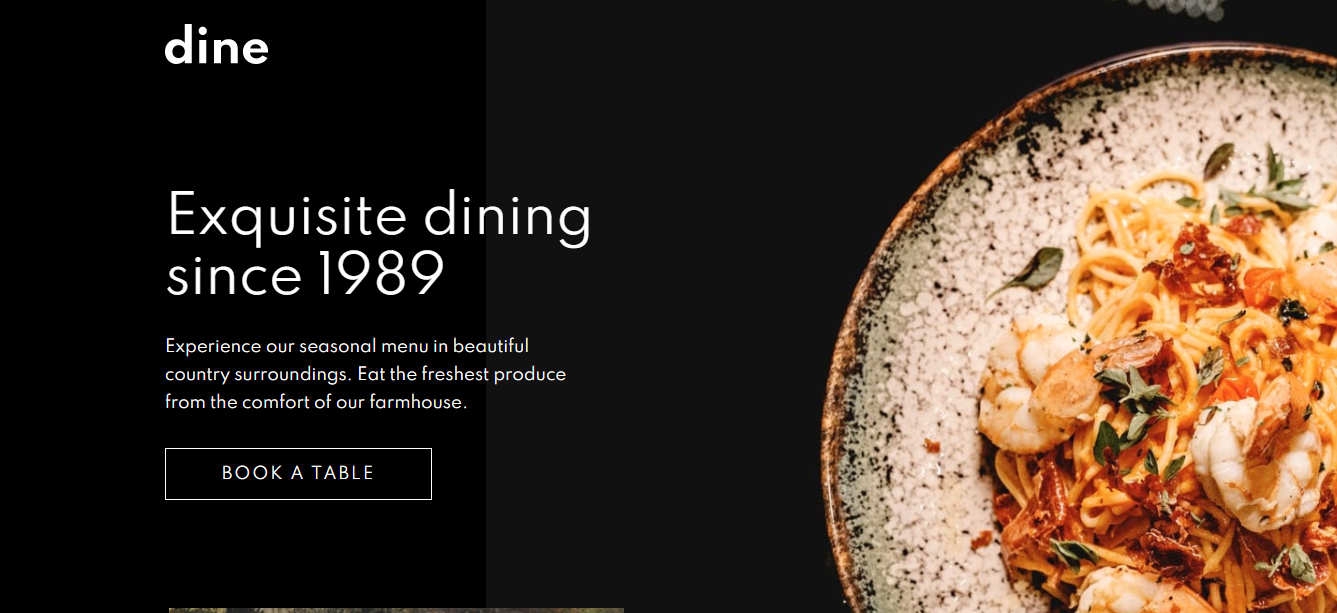 dine
Exquisite dining
since 1989
Experience our seasonal menu in beautiful
country surroundings. Eat the freshest produce
from the comfort of our farmhouse.
BOOK A TABLE